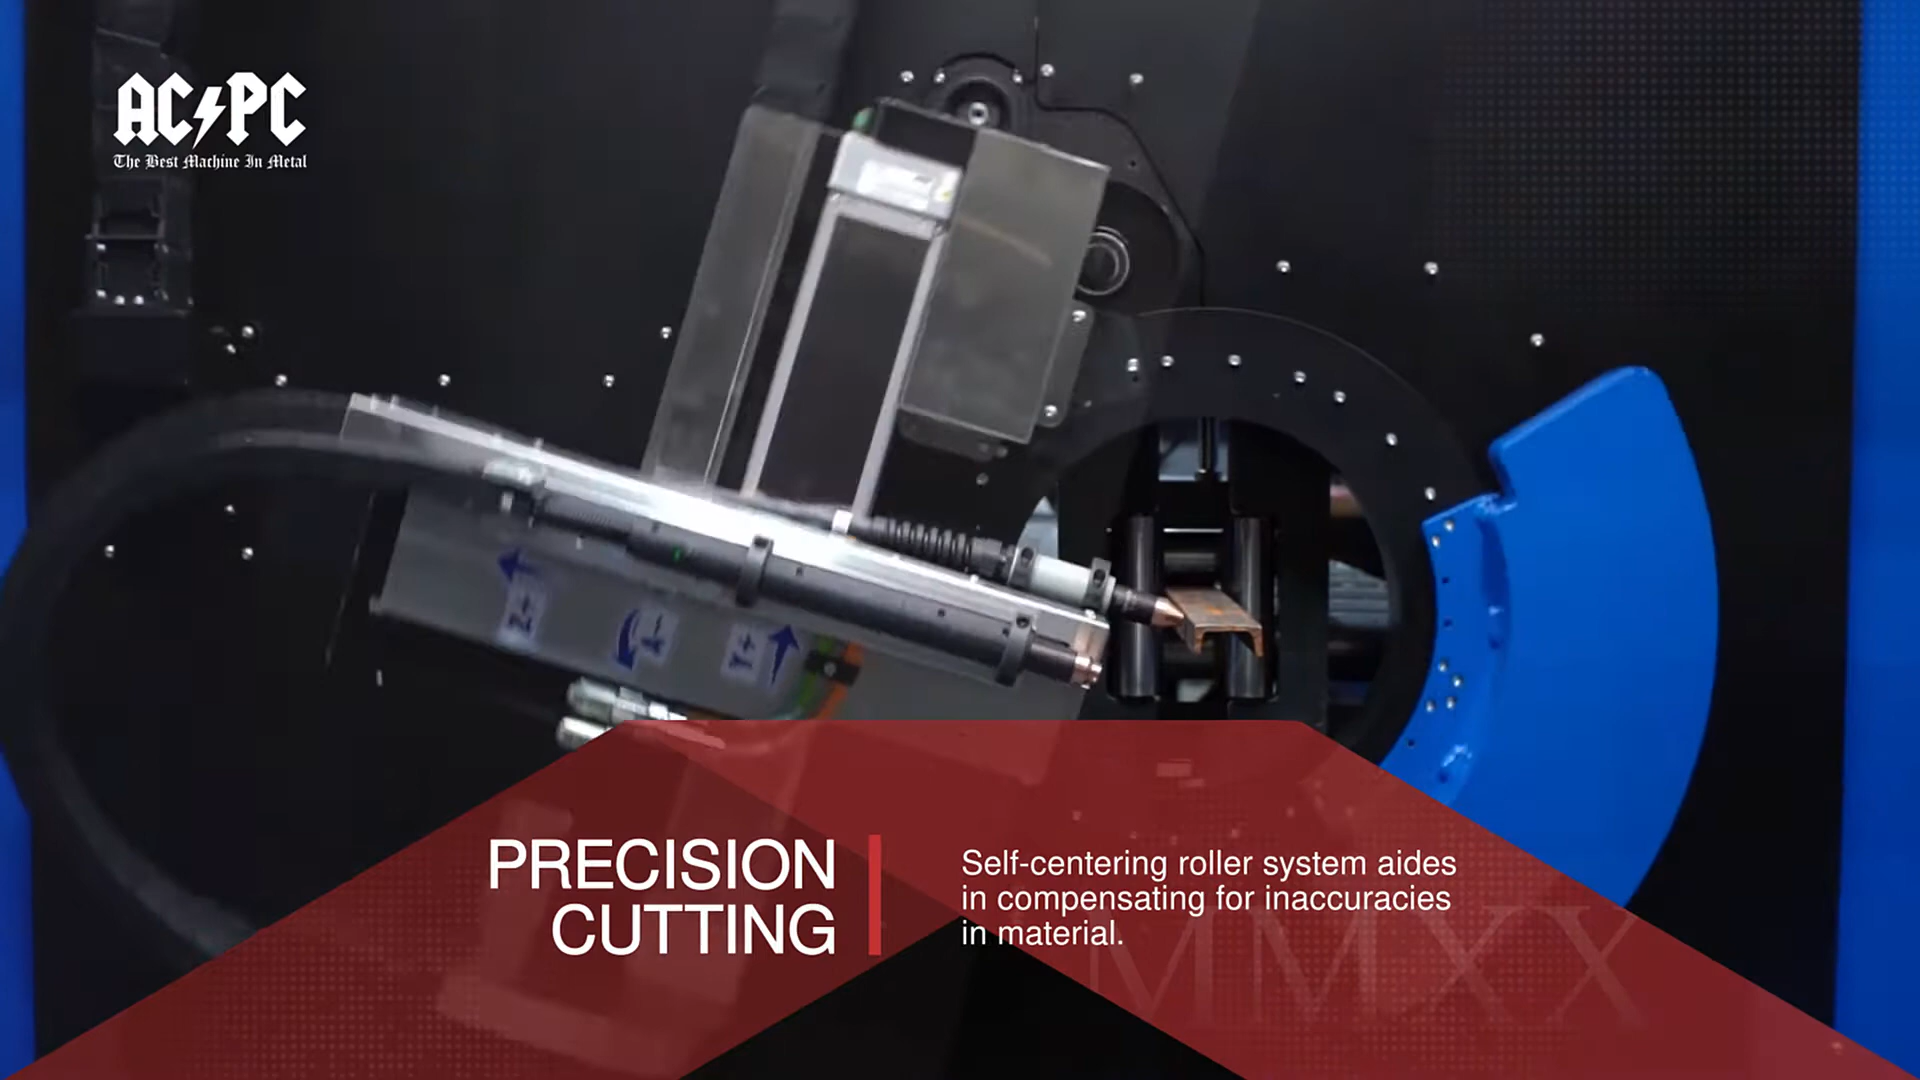 AC⚡PC
The Best Machine In Metal
Z+
Y+
PRECISION
CUTTING
Self-centering roller system aides
in compensating for inaccuracies
in material.
MMXX